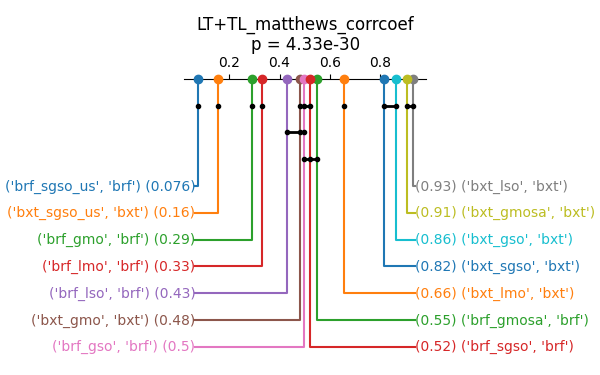 LT+TL_matthews_corrcoef
p = 4.33e-30
0.2 0.4 0.6 0.8
('brf_sgso_us', 'brf') (0.076) (0.93) ('bxt_lso', 'bxt')
('bxt_sgso_us', 'bxt') (0.16) (0.91) ('bxt_gmosa', 'bxt')
('brf_gmo', 'brf') (0.29) (0.86) ('bxt_gso', 'bxt')
('brf_lmo', 'brf') (0.33) (0.82) ('bxt_sgso', 'bxt')
('brf_lso', 'brf') (0.43) (0.66) ('bxt_lmo', 'bxt')
('bxt_gmo', 'bxt') (0.48) (0.55) ('brf_gmosa', 'brf')
('brf_gso', 'brf') (0.5) (0.52) ('brf_sgso', 'brf')